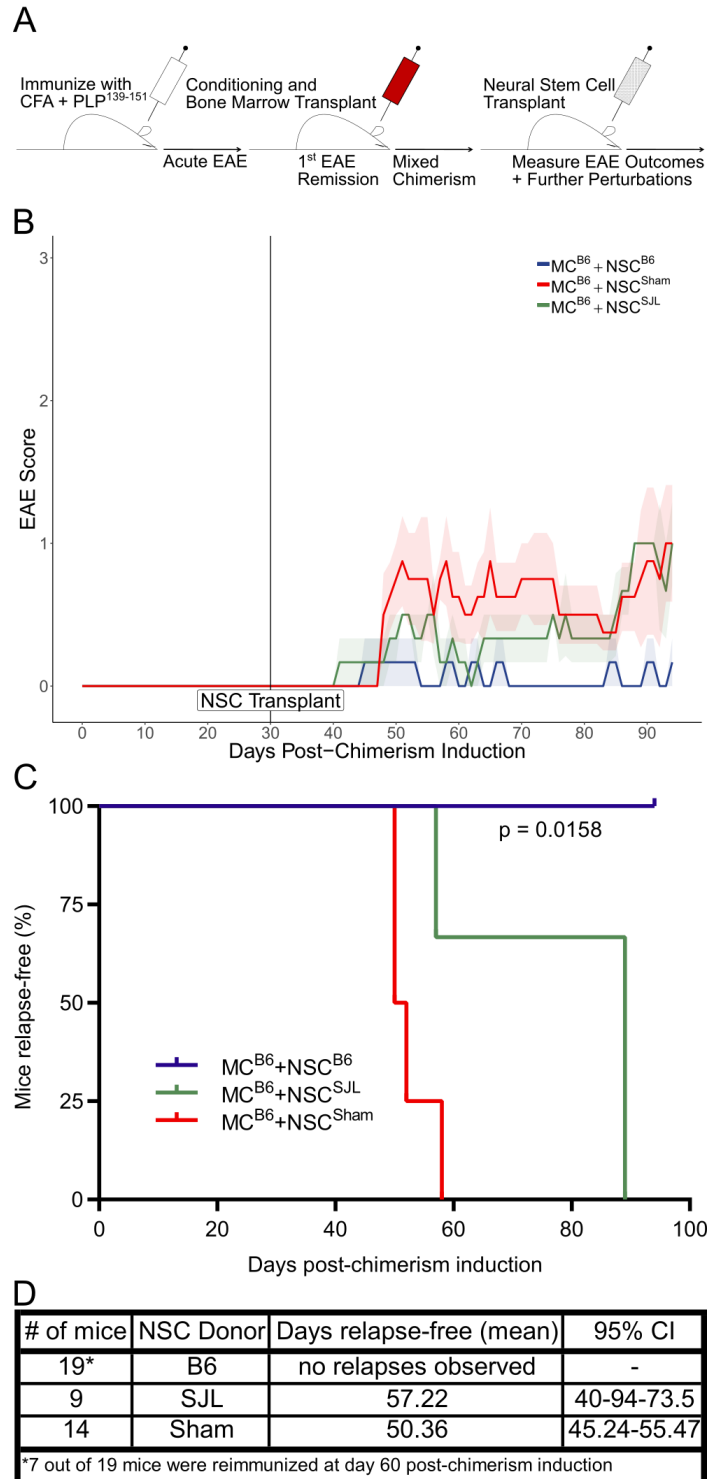 A
Immunize with
CFA + PLP139-151
Conditioning and
Bone Marrow Transplant
Neural Stem Cell
Transplant
Acute EAE
1st EAE
Remission
Mixed
Chimerism
Measure EAE Outcomes
+ Further Perturbations
B
3
2
1
0
EAE Score
MCB6 + NSCB6
MCB6 + NSCSham
MCB6 + NSCSJL
NSC Transplant
0 10 20 30 40 50 60 70 80 90
Days Post-Chimerism Induction
C
100
75
50
25
0
Mice relapse-free (%)
p = 0.0158
MCB6+NSCB6
MCB6+NSCSJL
MCB6+NSCSham
0 20 40 60 80 100
Days post-chimerism induction
D
# of mice NSC Donor Days relapse-free (mean) 95% CI
19* B6 no relapses observed -
9 SJL 57.22 40-94-73.5
14 Sham 50.36 45.24-55.47
*7 out of 19 mice were reimmunized at day 60 post-chimerism induction